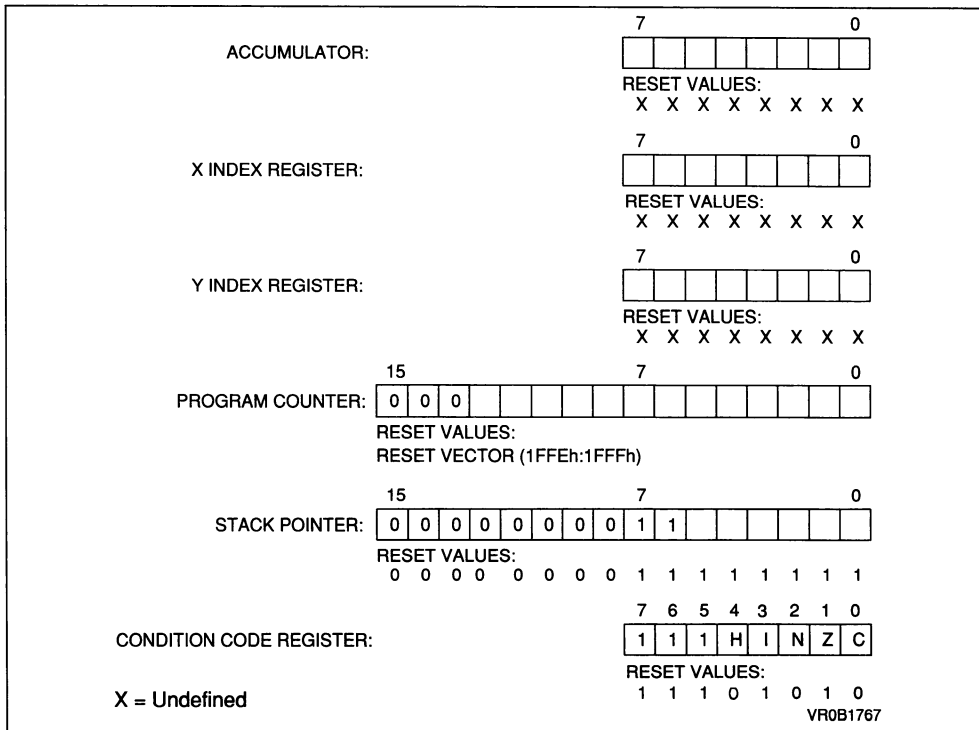 7 0
ACCUMULATOR:
RESET VALUES:
X X X X X X X X
7 0
X INDEX REGISTER:
RESET VALUES:
X X X X X X X X
7 0
Y INDEX REGISTER:
RESET VALUES:
X X X X X X X X
15 7 0
PROGRAM COUNTER: 0 0 0
RESET VALUES:
RESET VECTOR (1FFEh:1FFFh)
15 7 0
STACK POINTER: 0 0 0 0 0 0 0 0 1 1
RESET VALUES:
0 0 0 0 0 0 0 0 1 1 1 1 1 1 1 1
7 6 5 4 3 2 1 0
CONDITION CODE REGISTER: 1 1 1 H I N Z C
RESET VALUES:
1 1 1 0 1 0 1 0
X = Undefined
VR0B1767